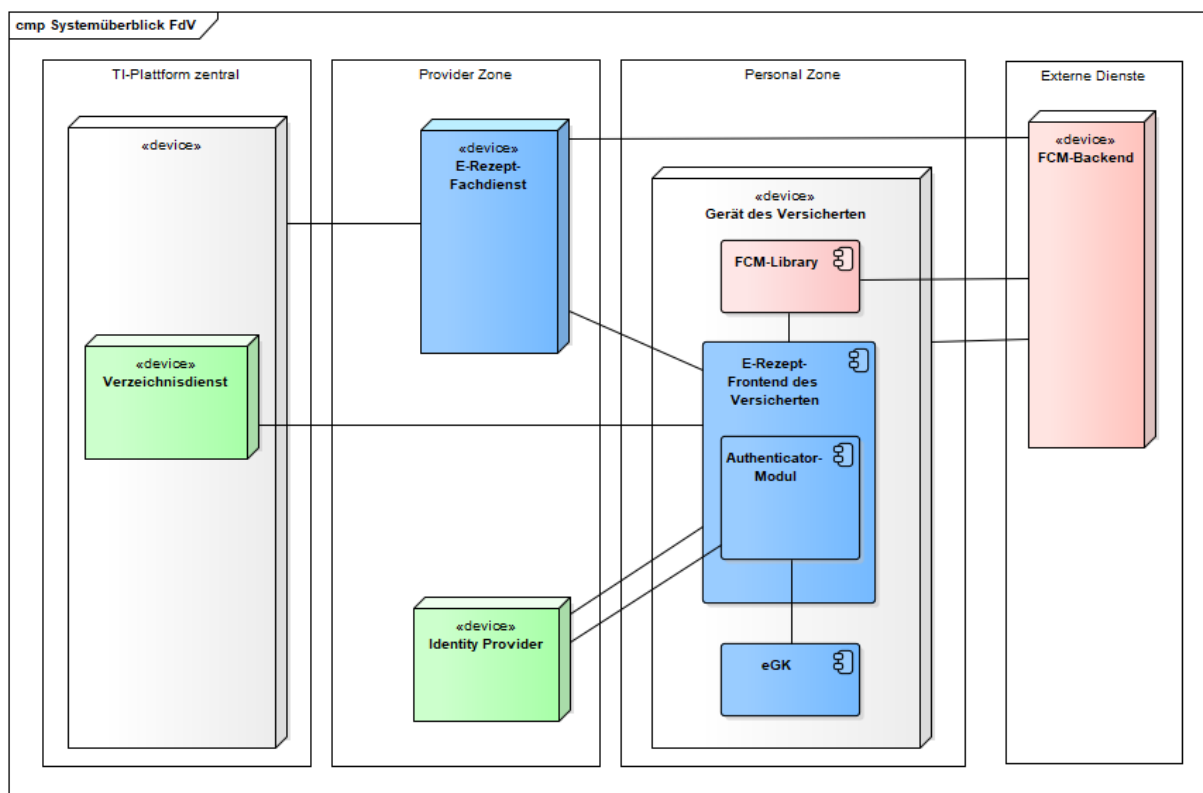 cmp Systemüberblick FdV
TI-Plattform zentral
«device»
«device»
Verzeichnisdienst
Provider Zone
«device»
E-Rezept-
Fachdienst
«device»
Identity Provider
Personal Zone
«device»
Gerät des Versicherten
FCM-Library
E-Rezept-
Frontend des
Versicherten
Authenticator-
Modul
eGK
Externe Dienste
«device»
FCM-Backend